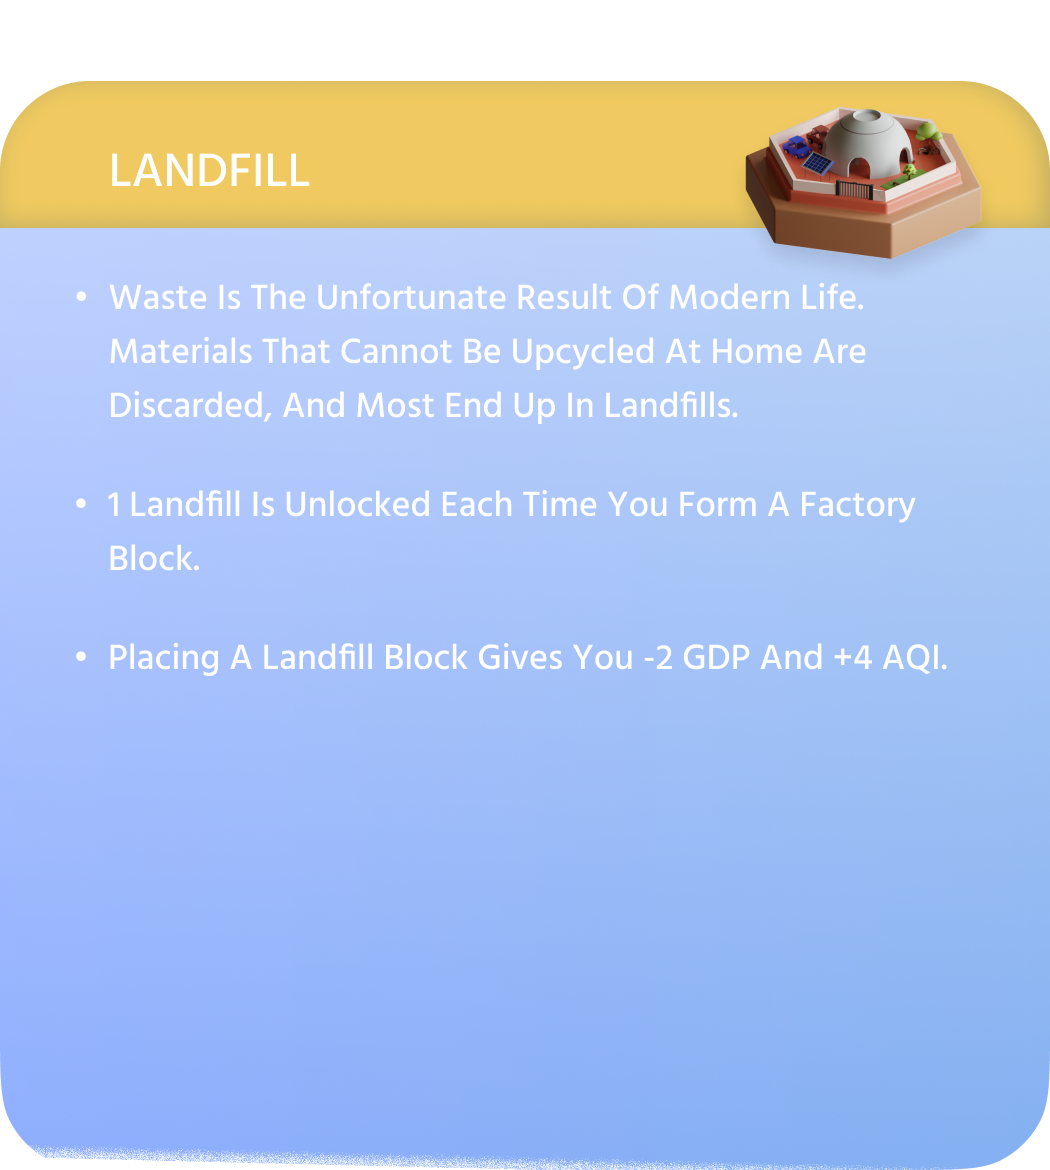 LANDFILL
• Waste Is The Unfortunate Result Of Modern Life.
Materials That Cannot Be Upcycled At Home Are
Discarded, And Most End Up In Landfills.
• 1 Landfill Is Unlocked Each Time You Form A Factory
Block.
• Placing A Landfill Block Gives You -2 GDP And +4 AQI.